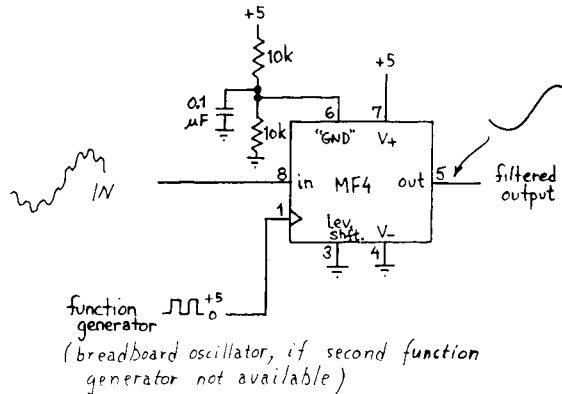 +5
10k
0.1
µF
10k
+5
6
7
"GND"
V+
8
in
MF4
out
5
filtered
output
IN
1
Lev.
shft.
V-
3
4
function
generator
+5
0
(breadboard oscillator, if second function
generator not available)